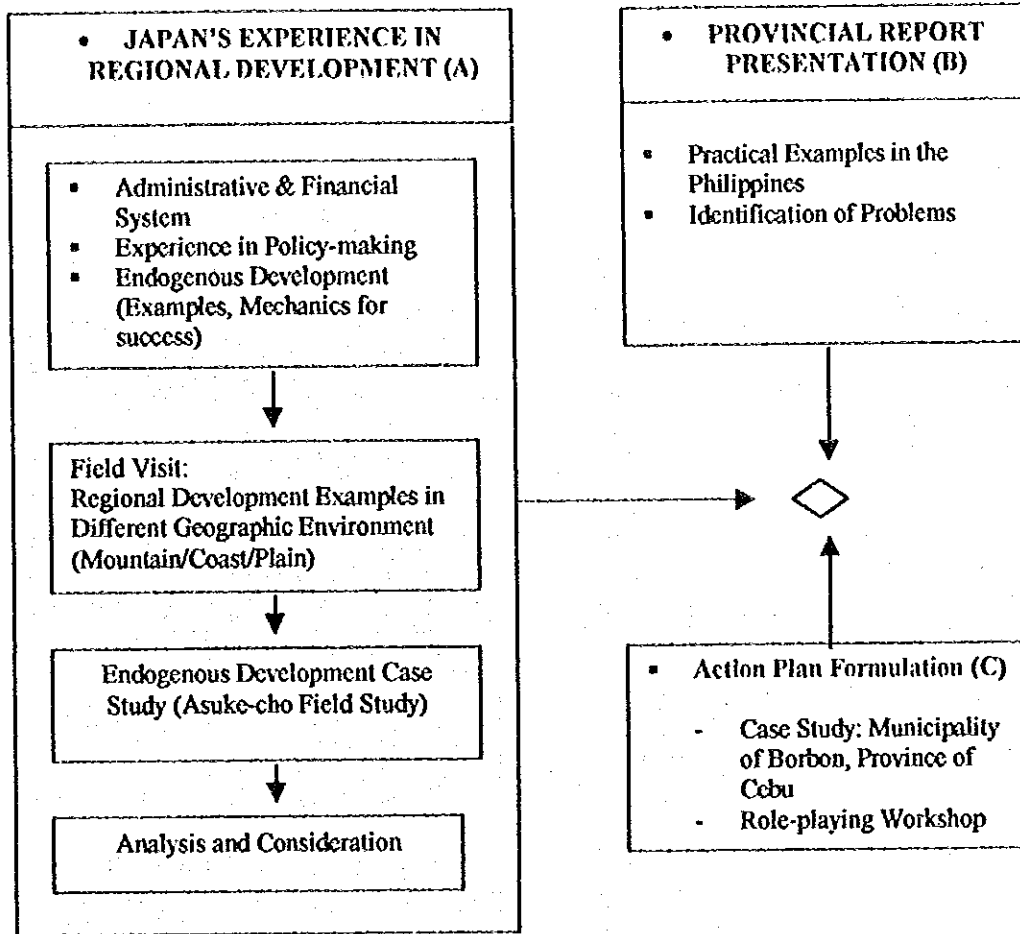 • JAPAN'S EXPERIENCE IN
REGIONAL DEVELOPMENT (A)
▪ Administrative & Financial
System
▪ Experience in Policy-making
▪ Endogenous Development
(Examples, Mechanics for
success)
Field Visit:
Regional Development Examples in
Different Geographic Environment
(Mountain/Coast/Plain)
Endogenous Development Case
Study (Asuke-cho Field Study)
Analysis and Consideration
• PROVINCIAL REPORT
PRESENTATION (B)
▪ Practical Examples in the
Philippines
▪ Identification of Problems
▪ Action Plan Formulation (C)
- Case Study: Municipality
of Borbon, Province of
Cebu
- Role-playing Workshop